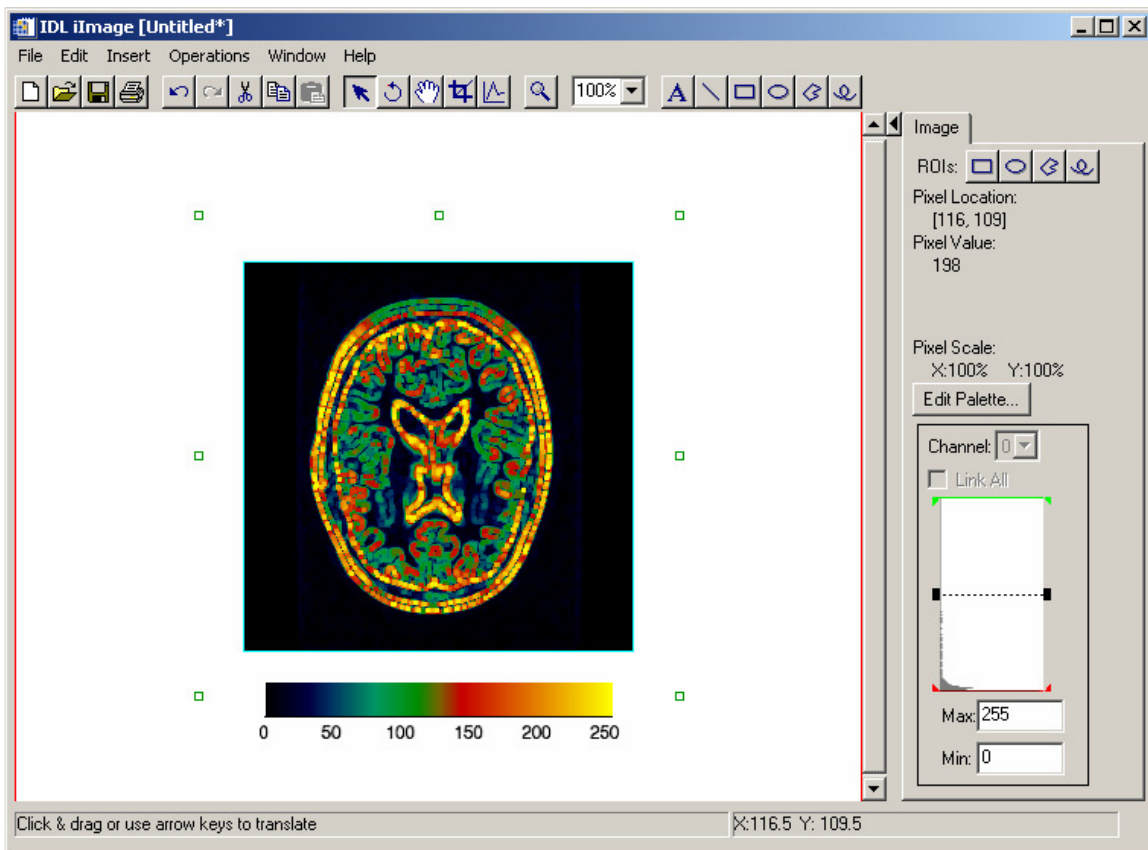 IDL iImage [Untitled*]
File Edit Insert Operations Window Help
100% A
Image
ROIs:
Pixel Location:
[116, 109]
Pixel Value:
198
Pixel Scale:
X:100% Y:100%
Edit Palette...
Channel: 0
Link All
Max: 255
Min: 0
0 50 100 150 200 250
Click & drag or use arrow keys to translate
X:116.5 Y: 109.5